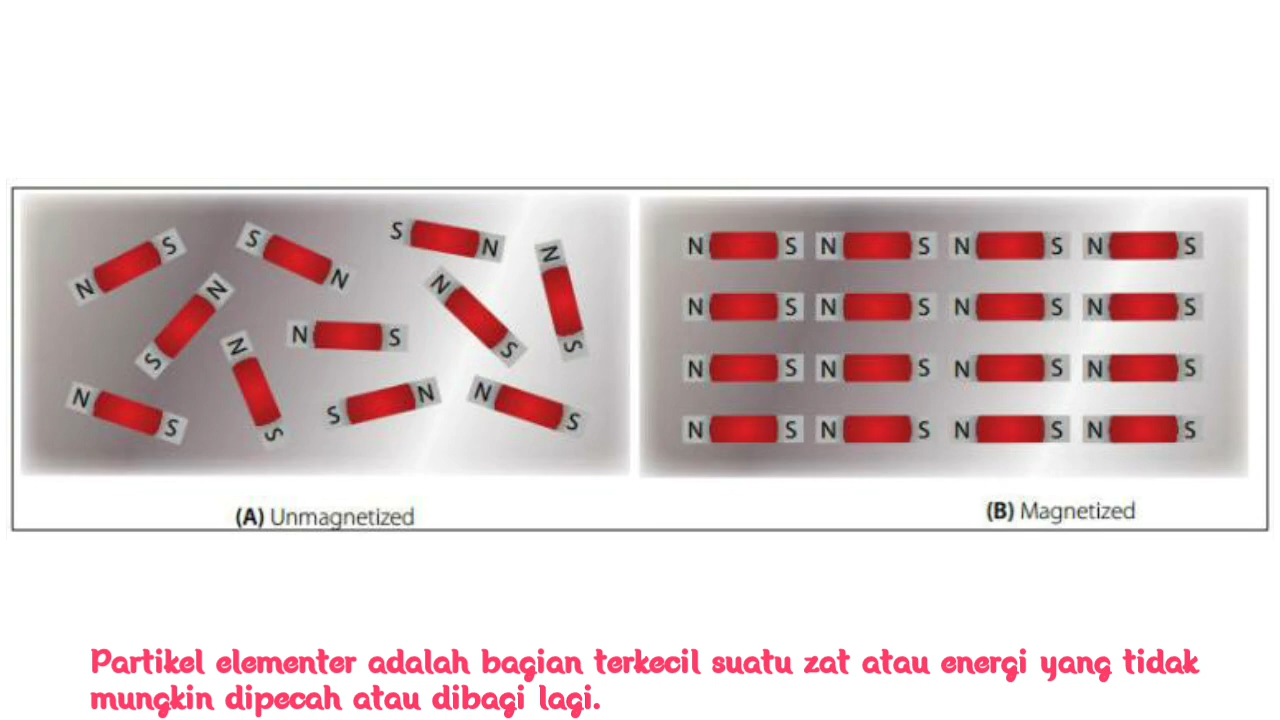 S S S N N
N N N N S N S N S N S
S N S N S N S N S
N N S S
S N S N S N S N S
N N N
N S S
S S N S N S N S N S
(A) Unmagnetized
(B) Magnetized
Partikel elementer adalah bagian terkecil suatu zat atau energi yang tidak
mungkin dipecah atau dibagi lagi.